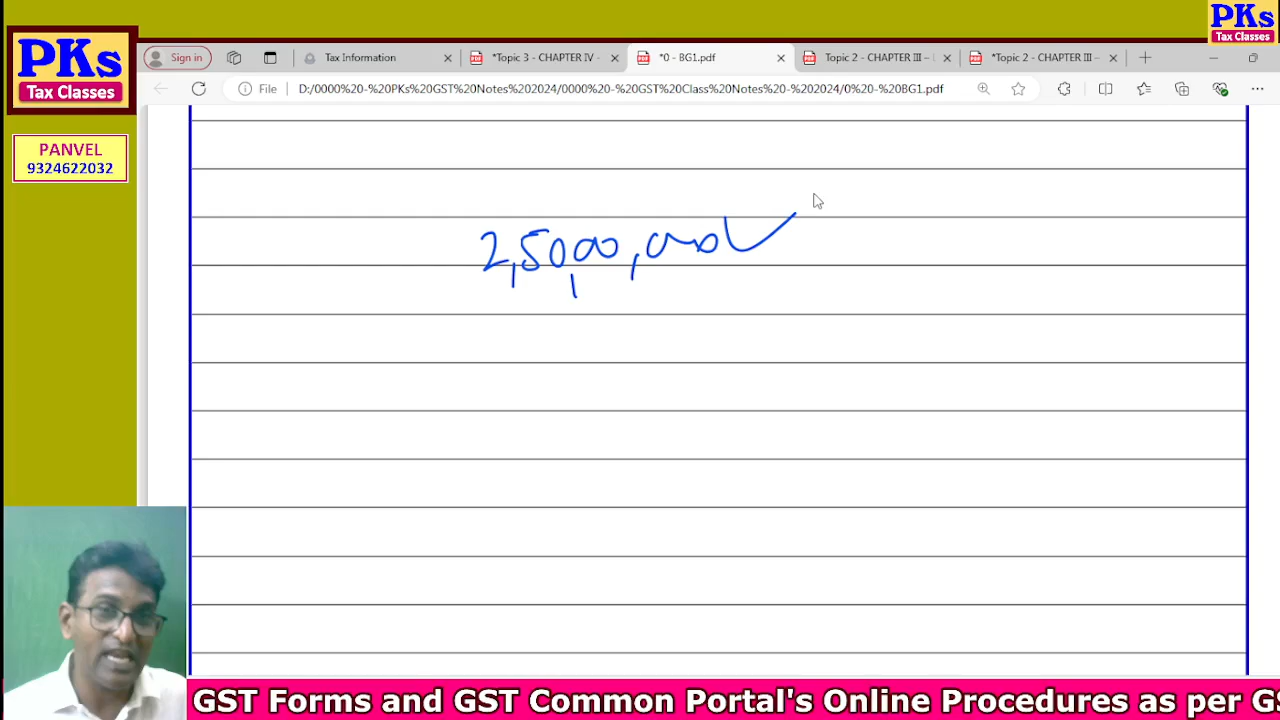 PKs
Tax Classes
PANVEL
9324622032
Sign in
Tax Information
*Topic 3 - CHAPTER IV -
*0 - BG1.pdf
Topic 2 - CHAPTER III – 
*Topic 2 - CHAPTER III –
PKs
Tax Classes
File
D:/0000%20-%20PKs%20GST%20Notes%202024/0000%20-%20GST%20Class%20Notes%20-%202024/0%20-%20BG1.pdf
2,50,00,000
GST Forms and GST Common Portal's Online Procedures as per